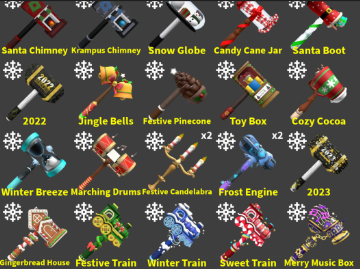 Santa Chimney Krampus Chimney Snow Globe Candy Cane Jar Santa Boot
2022
2022 Jingle Bells Festive Pinecone Toy Box Cozy Cocoa
x2 x2
2023
Winter Breeze Marching Drums Festive Candelabra Frost Engine 2023
Gingerbread House Festive Train Winter Train Sweet Train Merry Music Box